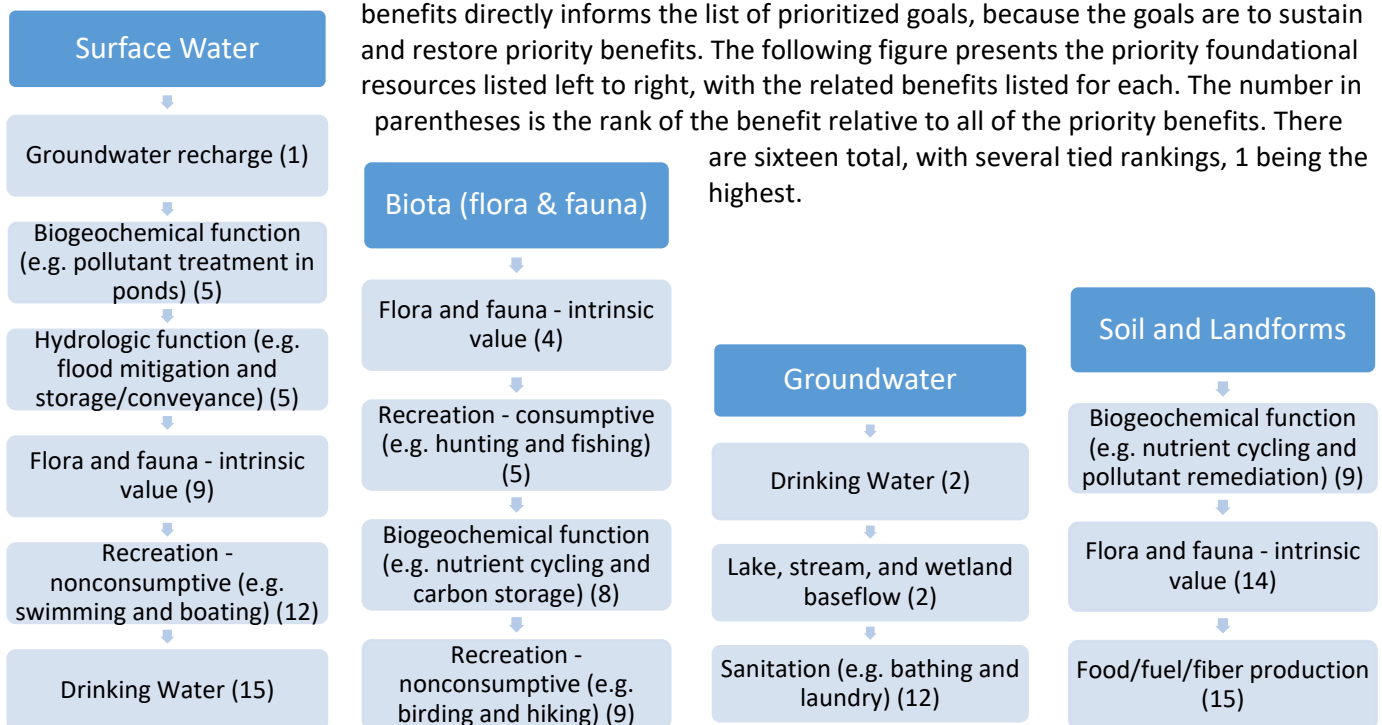 benefits directly informs the list of prioritized goals, because the goals are to sustain
and restore priority benefits. The following figure presents the priority foundational
resources listed left to right, with the related benefits listed for each. The number in
parentheses is the rank of the benefit relative to all of the priority benefits. There
are sixteen total, with several tied rankings, 1 being the
highest.
Surface Water
Groundwater recharge (1)
Biogeochemical function
(e.g. pollutant treatment in
ponds) (5)
Hydrologic function (e.g.
flood mitigation and
storage/conveyance) (5)
Flora and fauna - intrinsic
value (9)
Recreation -
nonconsumptive (e.g.
swimming and boating) (12)
Drinking Water (15)
Biota (flora & fauna)
Flora and fauna - intrinsic
value (4)
Recreation - consumptive
(e.g. hunting and fishing)
(5)
Biogeochemical function
(e.g. nutrient cycling and
carbon storage) (8)
Recreation -
nonconsumptive (e.g.
birding and hiking) (9)
Groundwater
Drinking Water (2)
Lake, stream, and wetland
baseflow (2)
Sanitation (e.g. bathing and
laundry) (12)
Soil and Landforms
Biogeochemical function
(e.g. nutrient cycling and
pollutant remediation) (9)
Flora and fauna - intrinsic
value (14)
Food/fuel/fiber production
(15)